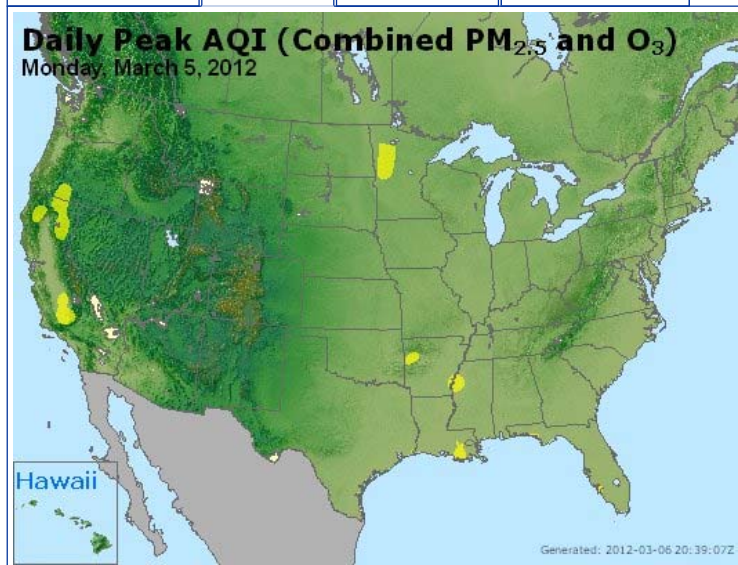 Daily Peak AQI (Combined PM2.5 and O3)
Monday, March 5, 2012
Hawaii
Generated: 2012-03-06 20:39:07Z